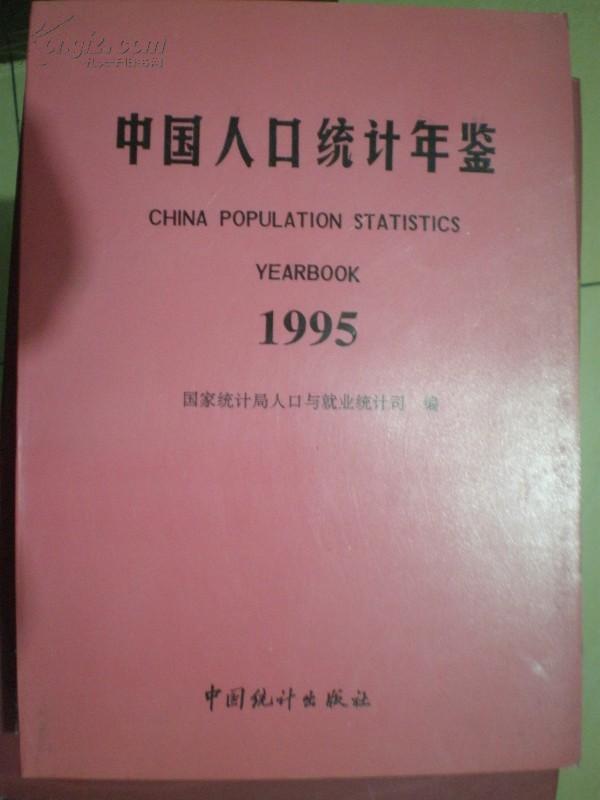 中国人口统计年鉴
CHINA POPULATION STATISTICS
YEARBOOK
1995
国家统计局人口与就业统计司 编
中国统计出版社